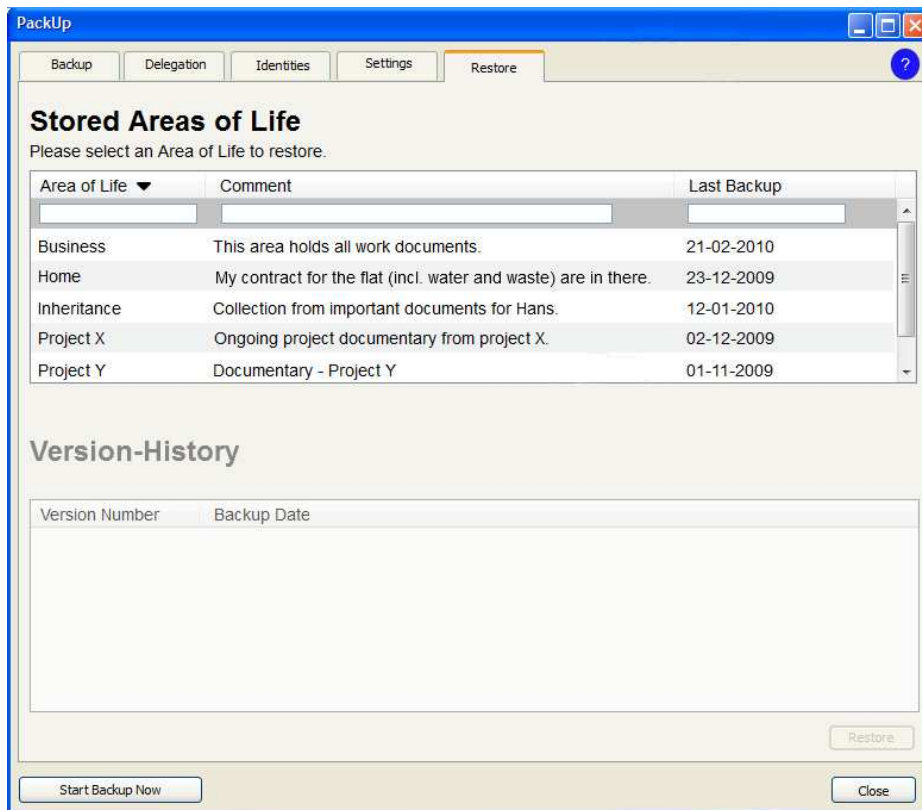 PackUp
Backup Delegation Identities Settings Restore ?
Stored Areas of Life
Please select an Area of Life to restore.
Area of Life Comment Last Backup
Business This area holds all work documents. 21-02-2010
Home My contract for the flat (incl. water and waste) are in there. 23-12-2009
Inheritance Collection from important documents for Hans. 12-01-2010
Project X Ongoing project documentary from project X. 02-12-2009
Project Y Documentary - Project Y 01-11-2009
Version-History
Version Number Backup Date
Restore
Start Backup Now Close